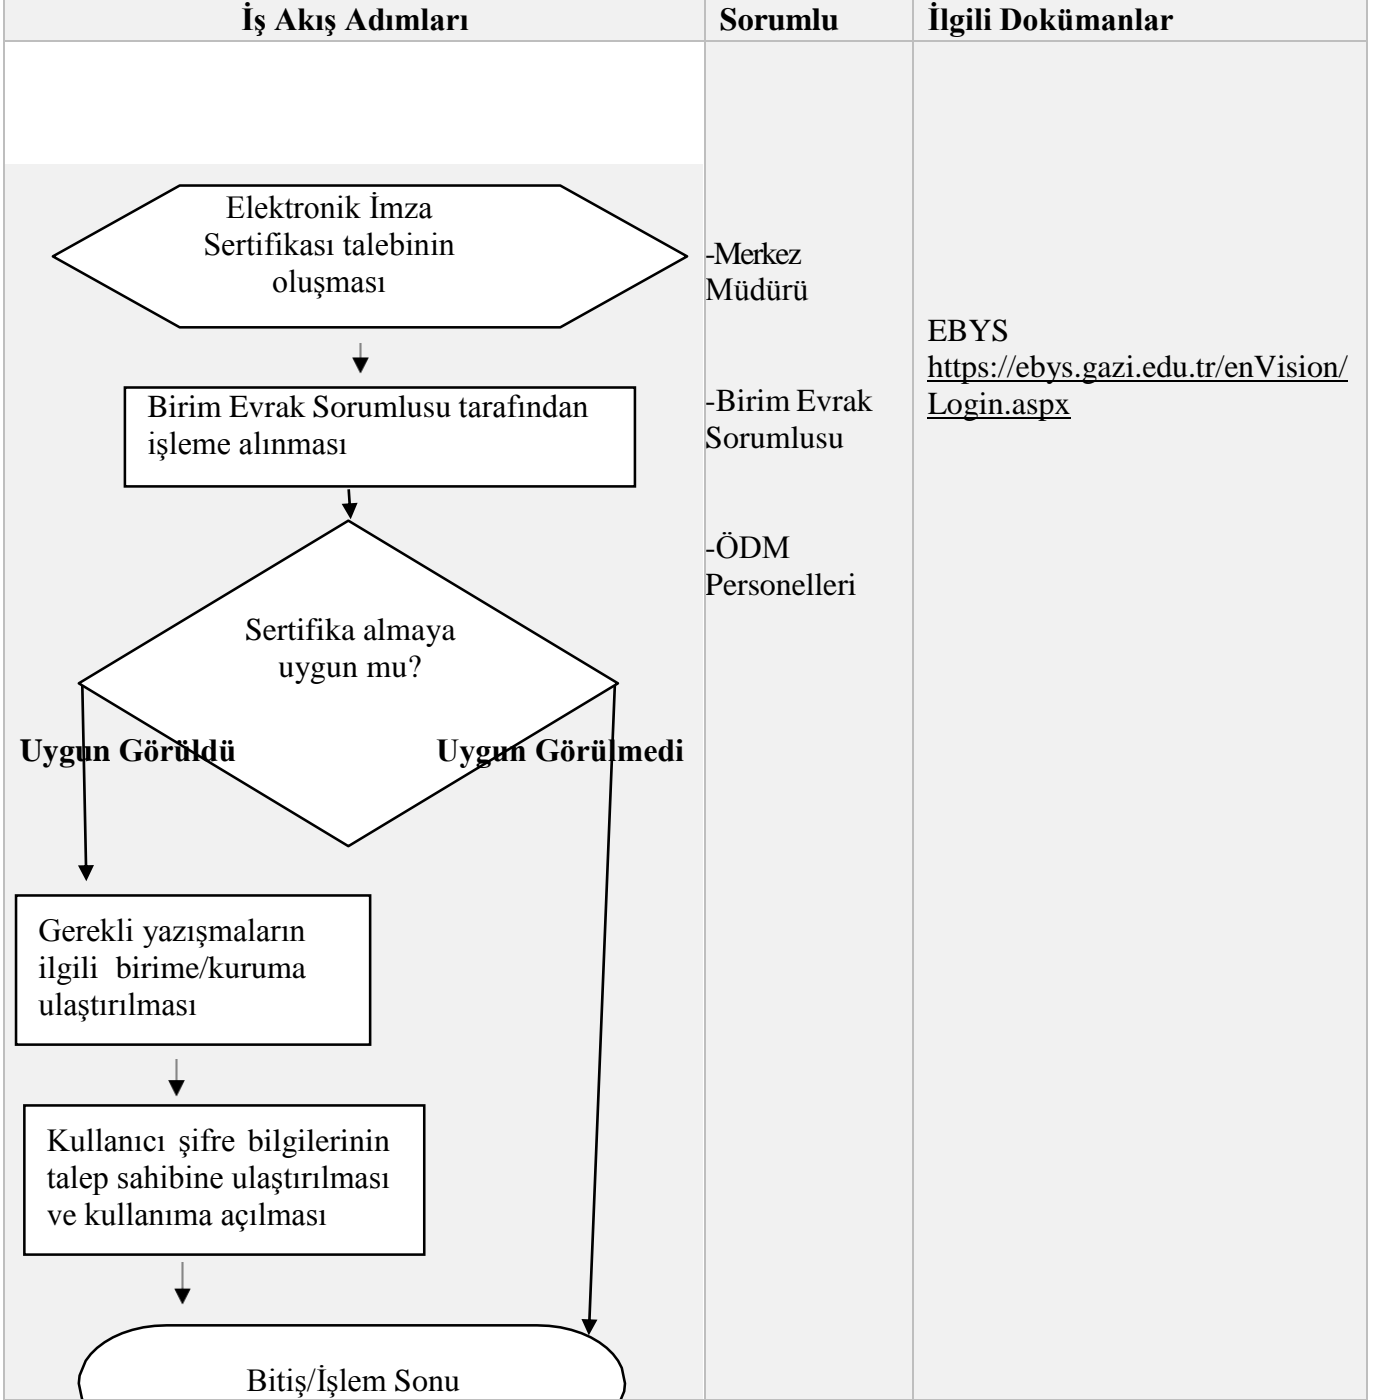 İş Akış Adımları
Sorumlu
İlgili Dokümanlar
Elektronik İmza
Sertifikası talebinin
oluşması
Birim Evrak Sorumlusu tarafından
işleme alınması
Sertifika almaya
uygun mu?
Uygun Görüldü
Uygun Görülmedi
Gerekli yazışmaların
ilgili birime/kuruma
ulaştırılması
Kullanıcı şifre bilgilerinin
talep sahibine ulaştırılması
ve kullanıma açılması
Bitiş/İşlem Sonu
-Merkez
Müdürü
-Birim Evrak
Sorumlusu
-ÖDM
Personelleri
EBYS
https://ebys.gazi.edu.tr/enVision/
Login.aspx